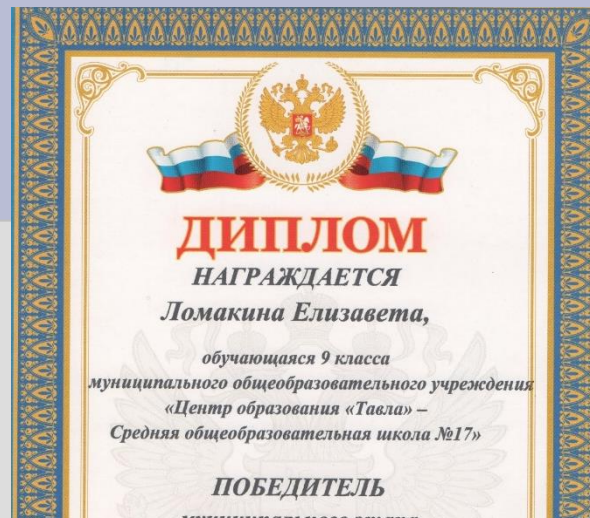 ДИПЛОМ
НАГРАЖДАЕТСЯ
Ломакина Елизавета,
обучающаяся 9 класса
муниципального общеобразовательного учреждения
«Центр образования «Тавла» –
Средняя общеобразовательная школа №17»
ПОБЕДИТЕЛЬ